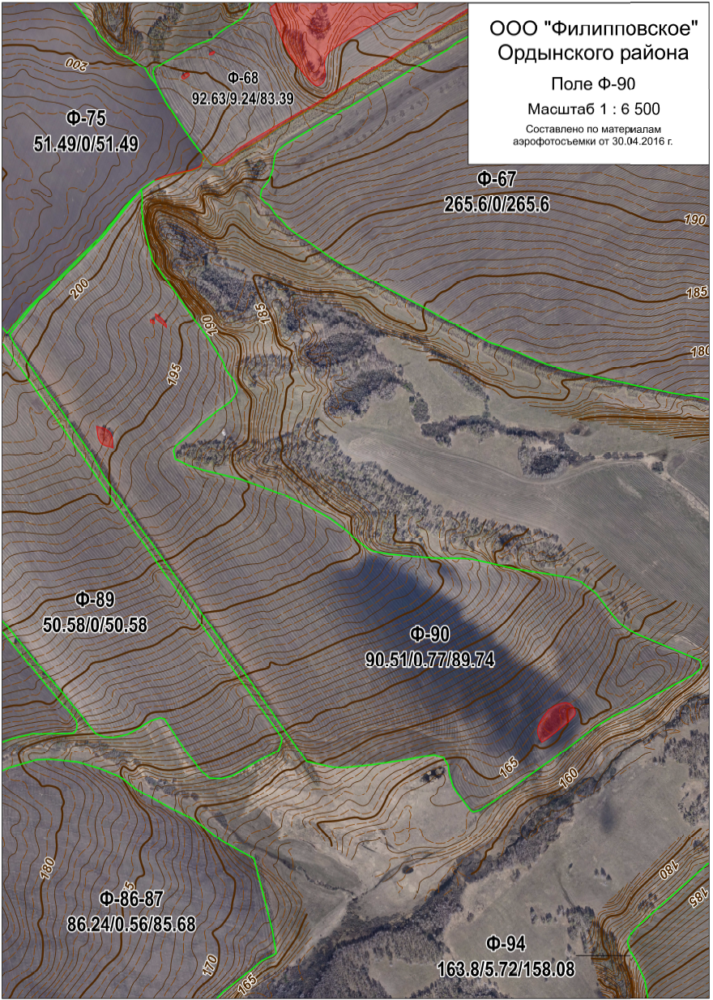 ООО "Филипповское"
Ордынского района
Поле Ф-90
Масштаб 1 : 6 500
Составлено по материалам
аэрофотосъемки от 30.04.2016 г.
200
Ф-68
92.63/9.24/83.39
Ф-75
51.49/0/51.49
Ф-67
265.6/0/265.6
190
200
185
185
190
180
195
Ф-89
50.58/0/50.58
Ф-90
90.51/0.77/89.74
165
160
180
180
185
Ф-86-87
86.24/0.56/85.68
170
165
Ф-94
163.8/5.72/158.08